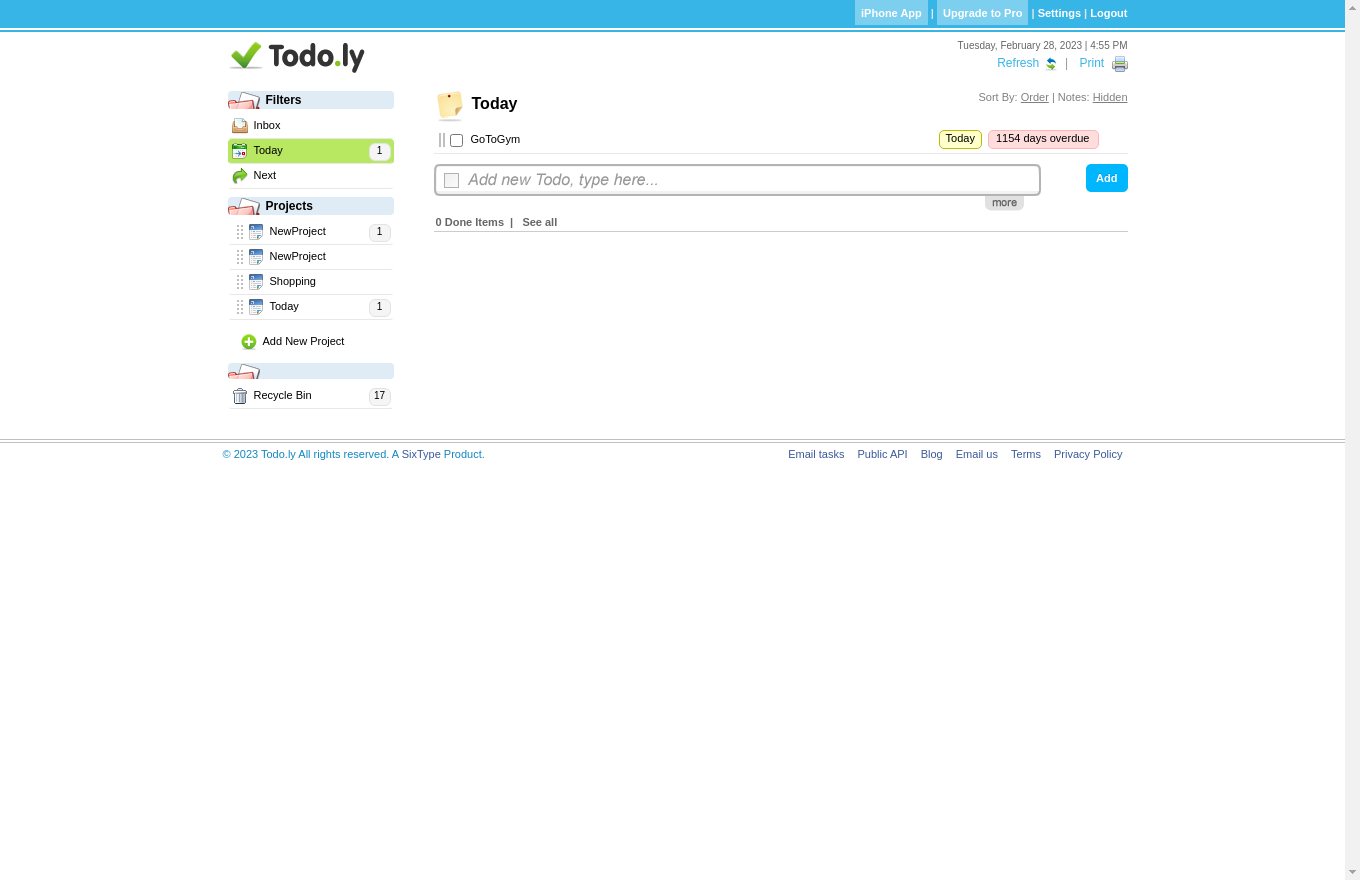 iPhone App | Upgrade to Pro | Settings | Logout
Todo.ly
Tuesday, February 28, 2023 | 4:55 PM
Refresh | Print
Filters
Inbox
Today 1
Next
Projects
NewProject 1
NewProject
Shopping
Today 1
Add New Project
Recycle Bin 17
Today
Sort By: Order | Notes: Hidden
GoToGym Today 1154 days overdue
Add new Todo, type here... Add
more
0 Done Items | See all
© 2023 Todo.ly All rights reserved. A SixType Product. Email tasks Public API Blog Email us Terms Privacy Policy